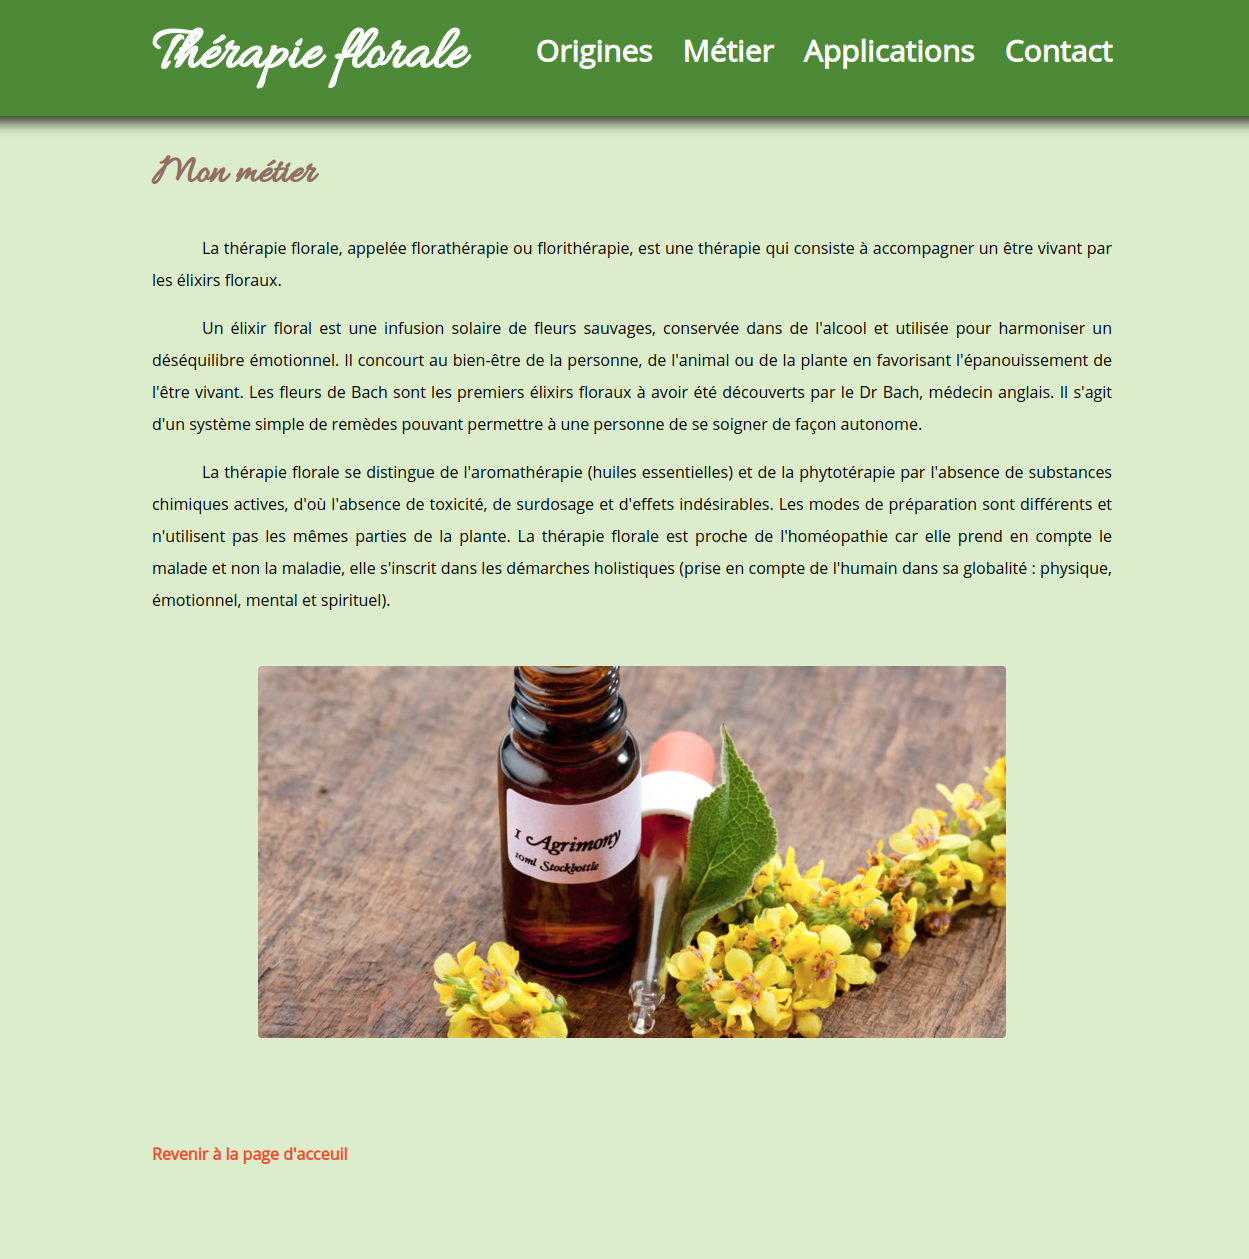 Thérapie florale
Origines Métier Applications Contact
Mon métier
La thérapie florale, appelée florathérapie ou florithérapie, est une thérapie qui consiste à accompagner un être vivant par
les élixirs floraux.
Un élixir floral est une infusion solaire de fleurs sauvages, conservée dans de l'alcool et utilisée pour harmoniser un
déséquilibre émotionnel. Il concourt au bien-être de la personne, de l'animal ou de la plante en favorisant l'épanouissement de
l'être vivant. Les fleurs de Bach sont les premiers élixirs floraux à avoir été découverts par le Dr Bach, médecin anglais. Il s'agit
d'un système simple de remèdes pouvant permettre à une personne de se soigner de façon autonome.
La thérapie florale se distingue de l'aromathérapie (huiles essentielles) et de la phytotérapie par l'absence de substances
chimiques actives, d'où l'absence de toxicité, de surdosage et d'effets indésirables. Les modes de préparation sont différents et
n'utilisent pas les mêmes parties de la plante. La thérapie florale est proche de l'homéopathie car elle prend en compte le
malade et non la maladie, elle s'inscrit dans les démarches holistiques (prise en compte de l'humain dans sa globalité : physique,
émotionnel, mental et spirituel).
1 Agrimony
10ml Stockbottle
Revenir à la page d'acceuil